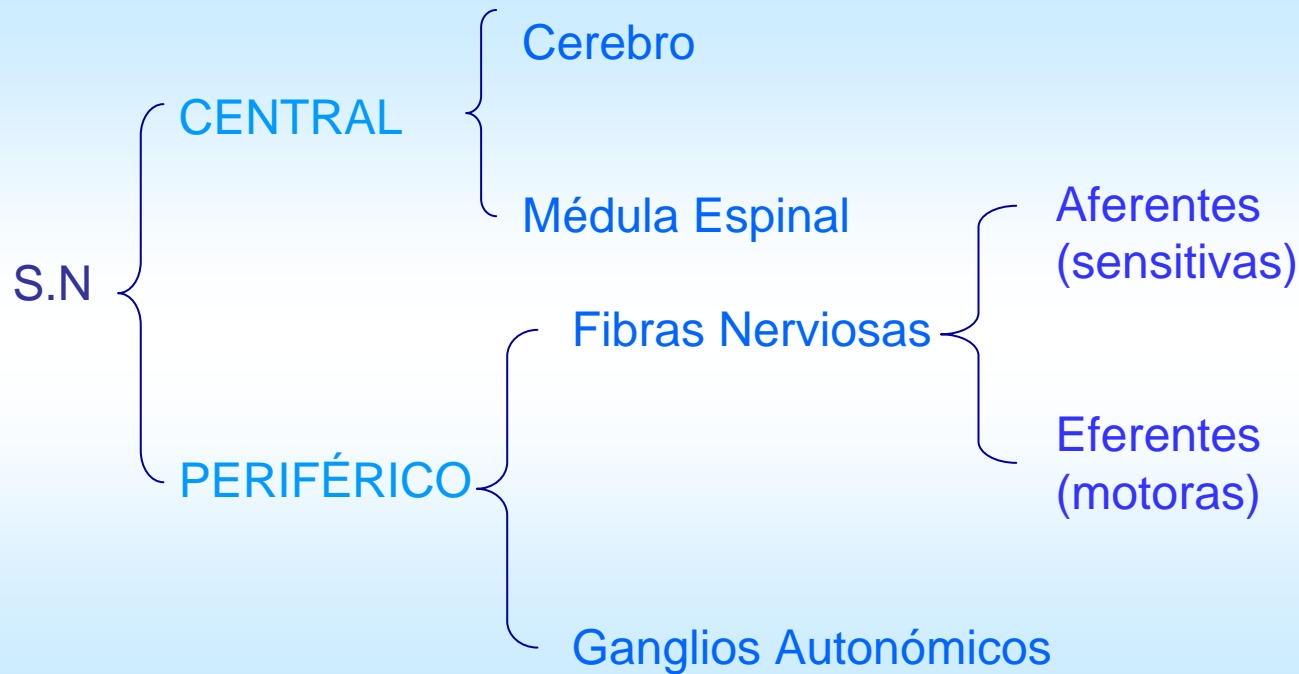 S.N
CENTRAL
Cerebro
Médula Espinal
PERIFÉRICO
Fibras Nerviosas
Aferentes
(sensitivas)
Eferentes
(motoras)
Ganglios Autonómicos